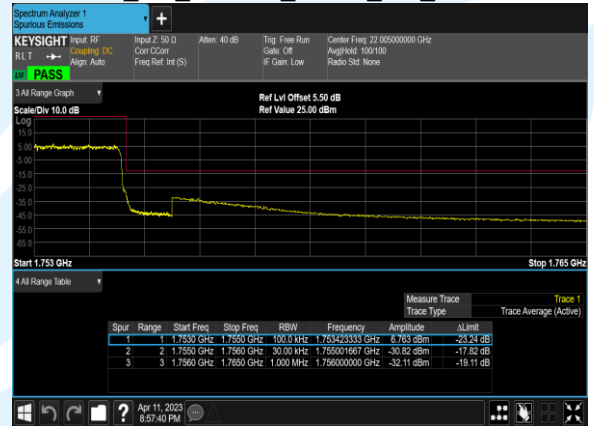 Spectrum Analyzer 1
Spurious Emissions
+
KEYSIGHT Input: RF Input Z: 50 Ω Atten: 40 dB Trig: Free Run Center Freq: 22.005000000 GHz
RLT Coupling: DC Corr CCorr Gate: Off Avg|Hold: 100/100
Align: Auto Freq Ref: Int (S) IF Gain: Low Radio Std: None
PASS
3 All Range Graph
Scale/Div 10.0 dB
Ref Lvl Offset 5.50 dB
Ref Value 25.00 dBm
Log
15.0
5.00
-5.00
-15.0
-25.0
-35.0
-45.0
-55.0
-65.0
Start 1.753 GHz Stop 1.765 GHz
4 All Range Table
Measure Trace Trace 1
Trace Type Trace Average (Active)
Spur Range Start Freq Stop Freq RBW Frequency Amplitude ΔLimit
1 1 1.7530 GHz 1.7550 GHz 100.0 kHz 1.753423333 GHz 6.763 dBm -23.24 dB
2 2 1.7550 GHz 1.7560 GHz 30.00 kHz 1.755001667 GHz -30.82 dBm -17.82 dB
3 3 1.7560 GHz 1.7650 GHz 1.000 MHz 1.756000000 GHz -32.11 dBm -19.11 dB
? Apr 11, 2023
8:57:40 PM